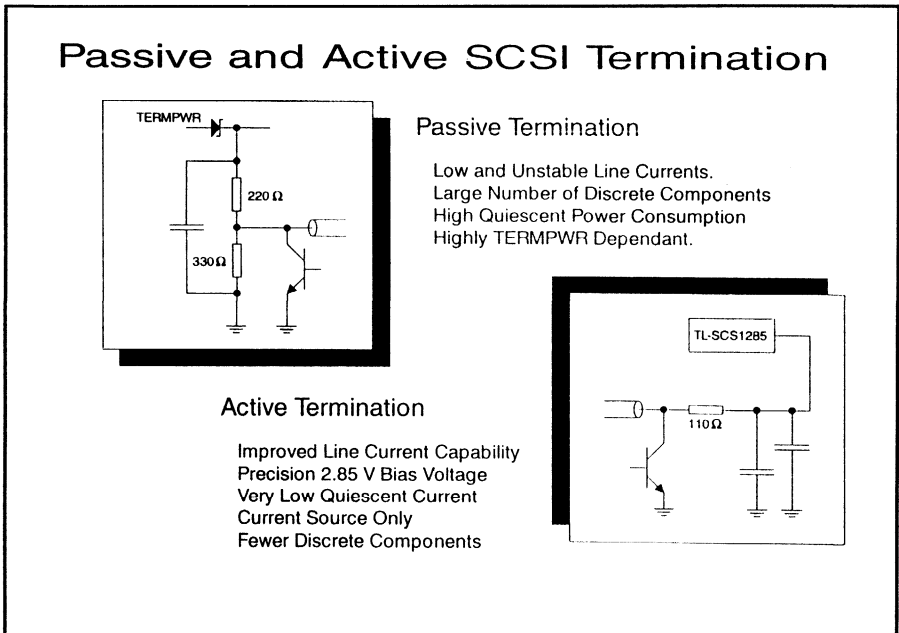 Passive and Active SCSI Termination
TERMPWR
220 Ω
330 Ω
Passive Termination
Low and Unstable Line Currents.
Large Number of Discrete Components
High Quiescent Power Consumption
Highly TERMPWR Dependant.
TL-SCS1285
110 Ω
Active Termination
Improved Line Current Capability
Precision 2.85 V Bias Voltage
Very Low Quiescent Current
Current Source Only
Fewer Discrete Components